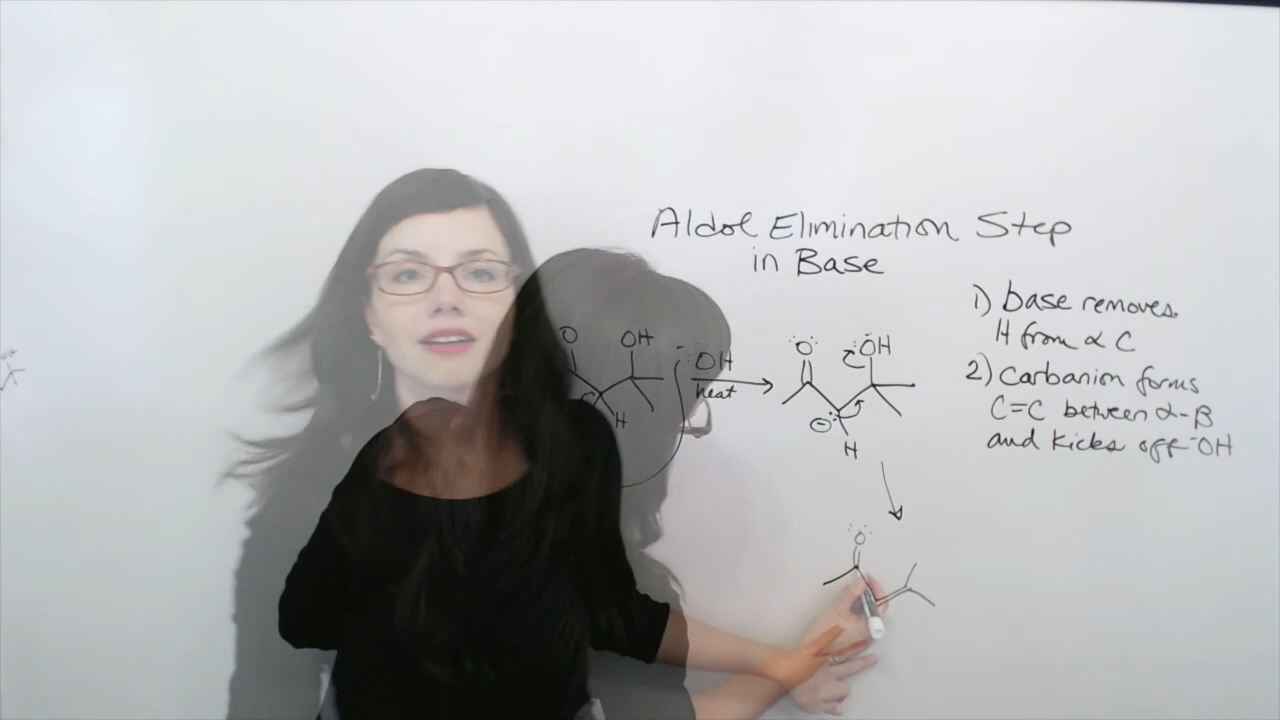 Aldol Elimination Step
in Base
1) base removes
H from α C
2) Carbanion forms
C=C between α-β
and kicks off ⁻OH
O OH
H
⁻OH
heat
O OH
⊖
H
O